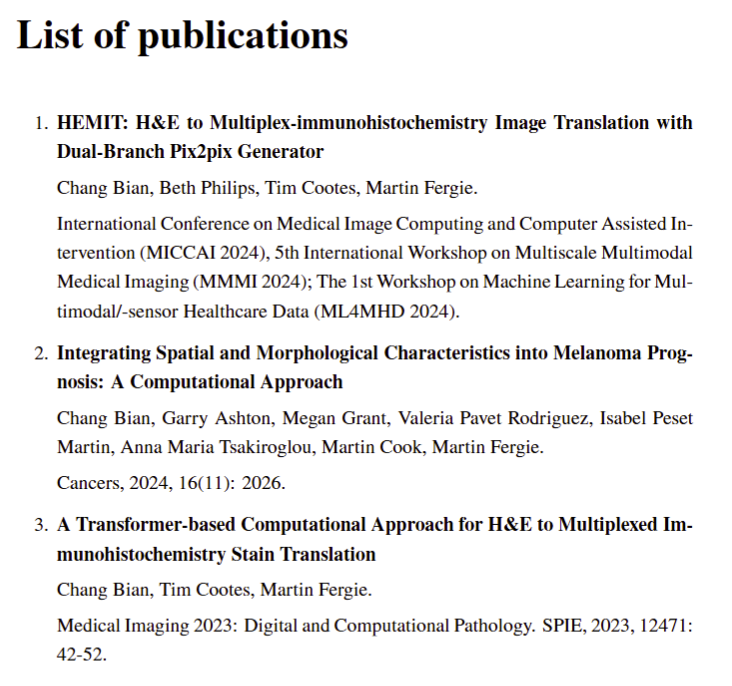 List of publications
1. HEMIT: H&E to Multiplex-immunohistochemistry Image Translation with
Dual-Branch Pix2pix Generator
Chang Bian, Beth Philips, Tim Cootes, Martin Fergie.
International Conference on Medical Image Computing and Computer Assisted In-
tervention (MICCAI 2024), 5th International Workshop on Multiscale Multimodal
Medical Imaging (MMMI 2024); The 1st Workshop on Machine Learning for Mul-
timodal/-sensor Healthcare Data (ML4MHD 2024).
2. Integrating Spatial and Morphological Characteristics into Melanoma Prog-
nosis: A Computational Approach
Chang Bian, Garry Ashton, Megan Grant, Valeria Pavet Rodriguez, Isabel Peset
Martin, Anna Maria Tsakiroglou, Martin Cook, Martin Fergie.
Cancers, 2024, 16(11): 2026.
3. A Transformer-based Computational Approach for H&E to Multiplexed Im-
munohistochemistry Stain Translation
Chang Bian, Tim Cootes, Martin Fergie.
Medical Imaging 2023: Digital and Computational Pathology. SPIE, 2023, 12471:
42-52.